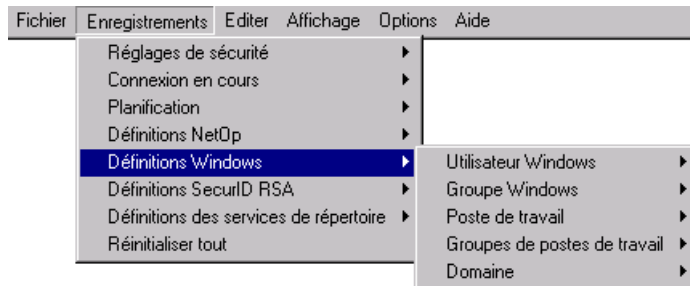 Fichier Enregistrements Editer Affichage Options Aide
Réglages de sécurité
Connexion en cours
Planification
Définitions NetOp
Définitions Windows
Définitions SecurID RSA
Définitions des services de répertoire
Réinitialiser tout
Utilisateur Windows
Groupe Windows
Poste de travail
Groupes de postes de travail
Domaine